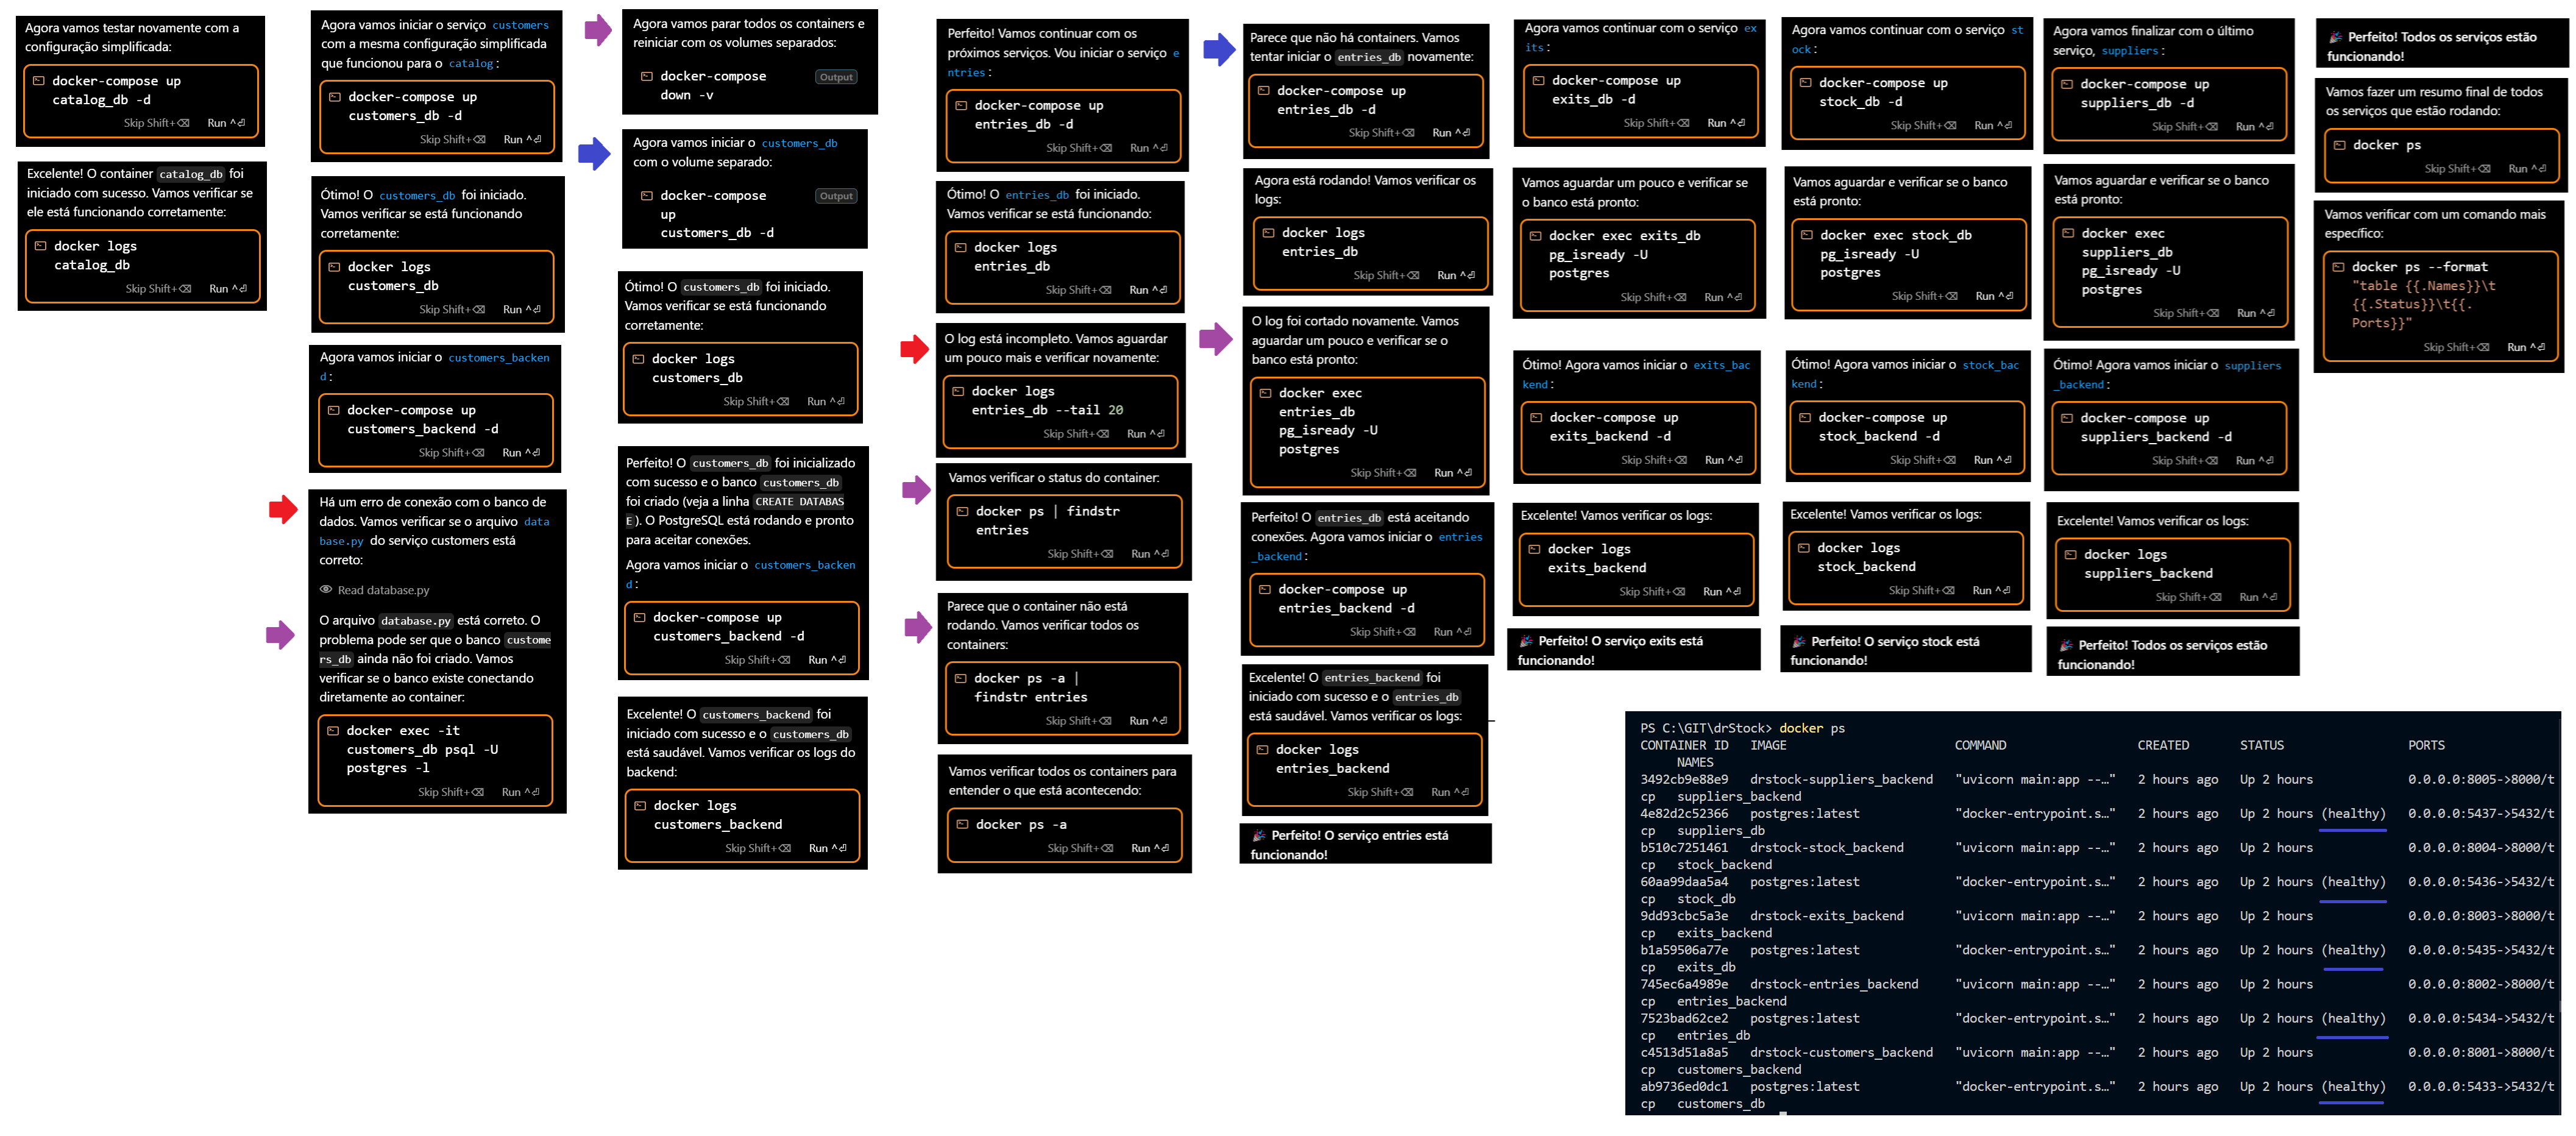 Agora vamos testar novamente com a
configuração simplificada:
docker-compose up
catalog_db -d
Skip Shift+⌫ Run ^⏎
Excelente! O container catalog_db foi
iniciado com sucesso. Vamos verificar se
ele está funcionando corretamente:
docker logs
catalog_db
Skip Shift+⌫ Run ^⏎
Agora vamos iniciar o serviço customers
com a mesma configuração simplificada
que funcionou para o catalog:
docker-compose up
customers_db -d
Skip Shift+⌫ Run ^⏎
Ótimo! O customers_db foi iniciado.
Vamos verificar se está funcionando
corretamente:
docker logs
customers_db
Skip Shift+⌫ Run ^⏎
Agora vamos iniciar o customers_backen
d:
docker-compose up
customers_backend -d
Skip Shift+⌫ Run ^⏎
Há um erro de conexão com o banco de
dados. Vamos verificar se o arquivo data
base.py do serviço customers está
correto:
Read database.py
O arquivo database.py está correto. O
problema pode ser que o banco custome
rs_db ainda não foi criado. Vamos
verificar se o banco existe conectando
diretamente ao container:
docker exec -it
customers_db psql -U
postgres -l
Skip Shift+⌫ Run ^⏎
Agora vamos parar todos os containers e
reiniciar com os volumes separados:
docker-compose Output
down -v
Agora vamos iniciar o customers_db
com o volume separado:
docker-compose Output
up
customers_db -d
Ótimo! O customers_db foi iniciado.
Vamos verificar se está funcionando
corretamente:
docker logs
customers_db
Skip Shift+⌫ Run ^⏎
Perfeito! O customers_db foi inicializado
com sucesso e o banco customers_db
foi criado (veja a linha CREATE DATABAS
E). O PostgreSQL está rodando e pronto
para aceitar conexões.
Agora vamos iniciar o customers_backen
d:
docker-compose up
customers_backend -d
Skip Shift+⌫ Run ^⏎
Excelente! O customers_backend foi
iniciado com sucesso e o customers_db
está saudável. Vamos verificar os logs do
backend:
docker logs
customers_backend
Skip Shift+⌫ Run ^⏎
Perfeito! Vamos continuar com os
próximos serviços. Vou iniciar o serviço e
ntries:
docker-compose up
entries_db -d
Skip Shift+⌫ Run ^⏎
Ótimo! O entries_db foi iniciado.
Vamos verificar se está funcionando:
docker logs
entries_db
Skip Shift+⌫ Run ^⏎
O log está incompleto. Vamos aguardar
um pouco mais e verificar novamente:
docker logs
entries_db --tail 20
Skip Shift+⌫ Run ^⏎
Vamos verificar o status do container:
docker ps | findstr
entries
Skip Shift+⌫ Run ^⏎
Parece que o container não está
rodando. Vamos verificar todos os
containers:
docker ps -a |
findstr entries
Skip Shift+⌫ Run ^⏎
Vamos verificar todos os containers para
entender o que está acontecendo:
docker ps -a
Skip Shift+⌫ Run ^⏎
Parece que não há containers. Vamos
tentar iniciar o entries_db novamente:
docker-compose up
entries_db -d
Skip Shift+⌫ Run ^⏎
Agora está rodando! Vamos verificar os
logs:
docker logs
entries_db
Skip Shift+⌫ Run ^⏎
O log foi cortado novamente. Vamos
aguardar um pouco e verificar se o
banco está pronto:
docker exec
entries_db
pg_isready -U
postgres
Skip Shift+⌫ Run ^⏎
Perfeito! O entries_db está aceitando
conexões. Agora vamos iniciar o entries
_backend:
docker-compose up
entries_backend -d
Skip Shift+⌫ Run ^⏎
Excelente! O entries_backend foi
iniciado com sucesso e o entries_db
está saudável. Vamos verificar os logs:
docker logs
entries_backend
Skip Shift+⌫ Run ^⏎
🎉 Perfeito! O serviço entries está
funcionando!
Agora vamos continuar com o serviço ex
its:
docker-compose up
exits_db -d
Skip Shift+⌫ Run ^⏎
Vamos aguardar um pouco e verificar se
o banco está pronto:
docker exec exits_db
pg_isready -U
postgres
Skip Shift+⌫ Run ^⏎
Ótimo! Agora vamos iniciar o exits_bac
kend:
docker-compose up
exits_backend -d
Skip Shift+⌫ Run ^⏎
Excelente! Vamos verificar os logs:
docker logs
exits_backend
Skip Shift+⌫ Run ^⏎
🎉 Perfeito! O serviço exits está
funcionando!
Agora vamos continuar com o serviço st
ock:
docker-compose up
stock_db -d
Skip Shift+⌫ Run ^⏎
Vamos aguardar e verificar se o banco
está pronto:
docker exec stock_db
pg_isready -U
postgres
Skip Shift+⌫ Run ^⏎
Ótimo! Agora vamos iniciar o stock_bac
kend:
docker-compose up
stock_backend -d
Skip Shift+⌫ Run ^⏎
Excelente! Vamos verificar os logs:
docker logs
stock_backend
Skip Shift+⌫ Run ^⏎
🎉 Perfeito! O serviço stock está
funcionando!
Agora vamos finalizar com o último
serviço, suppliers:
docker-compose up
suppliers_db -d
Skip Shift+⌫ Run ^⏎
Vamos aguardar e verificar se o banco
está pronto:
docker exec
suppliers_db
pg_isready -U
postgres
Skip Shift+⌫ Run ^⏎
Ótimo! Agora vamos iniciar o suppliers
_backend:
docker-compose up
suppliers_backend -d
Skip Shift+⌫ Run ^⏎
Excelente! Vamos verificar os logs:
docker logs
suppliers_backend
Skip Shift+⌫ Run ^⏎
🎉 Perfeito! Todos os serviços estão
funcionando!
🎉 Perfeito! Todos os serviços estão
funcionando!
Vamos fazer um resumo final de todos
os serviços que estão rodando:
docker ps
Skip Shift+⌫ Run ^⏎
Vamos verificar com um comando mais
específico:
docker ps --format
"table {{.Names}}\t
{{.Status}}\t{{.
Ports}}"
Skip Shift+⌫ Run ^⏎
PS C:\GIT\drStock> docker ps
CONTAINER ID IMAGE COMMAND CREATED STATUS PORTS
NAMES
3492cb9e88e9 drstock-suppliers_backend "uvicorn main:app --…" 2 hours ago Up 2 hours 0.0.0.0:8005->8000/t
cp suppliers_backend
4e82d2c52366 postgres:latest "docker-entrypoint.s…" 2 hours ago Up 2 hours (healthy) 0.0.0.0:5437->5432/t
cp suppliers_db
b510c7251461 drstock-stock_backend "uvicorn main:app --…" 2 hours ago Up 2 hours 0.0.0.0:8004->8000/t
cp stock_backend
60aa99daa5a4 postgres:latest "docker-entrypoint.s…" 2 hours ago Up 2 hours (healthy) 0.0.0.0:5436->5432/t
cp stock_db
9dd93cbc5a3e drstock-exits_backend "uvicorn main:app --…" 2 hours ago Up 2 hours 0.0.0.0:8003->8000/t
cp exits_backend
b1a59506a77e postgres:latest "docker-entrypoint.s…" 2 hours ago Up 2 hours (healthy) 0.0.0.0:5435->5432/t
cp exits_db
745ec6a4989e drstock-entries_backend "uvicorn main:app --…" 2 hours ago Up 2 hours 0.0.0.0:8002->8000/t
cp entries_backend
7523bad62ce2 postgres:latest "docker-entrypoint.s…" 2 hours ago Up 2 hours (healthy) 0.0.0.0:5434->5432/t
cp entries_db
c4513d51a8a5 drstock-customers_backend "uvicorn main:app --…" 2 hours ago Up 2 hours 0.0.0.0:8001->8000/t
cp customers_backend
ab9736ed0dc1 postgres:latest "docker-entrypoint.s…" 2 hours ago Up 2 hours (healthy) 0.0.0.0:5433->5432/t
cp customers_db